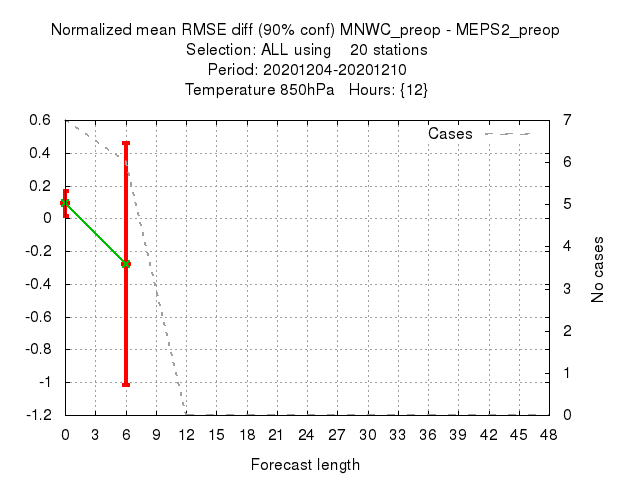 Normalized mean RMSE diff (90% conf) MNWC_preop - MEPS2_preop
Selection: ALL using    20 stations
Period: 20201204-20201210
Temperature 850hPa   Hours: {12}
Cases
0.6
0.4
0.2
0
-0.2
-0.4
-0.6
-0.8
-1
-1.2
7
6
5
4
3
2
1
0
No cases
0 3 6 9 12 15 18 21 24 27 30 33 36 39 42 45 48
Forecast length